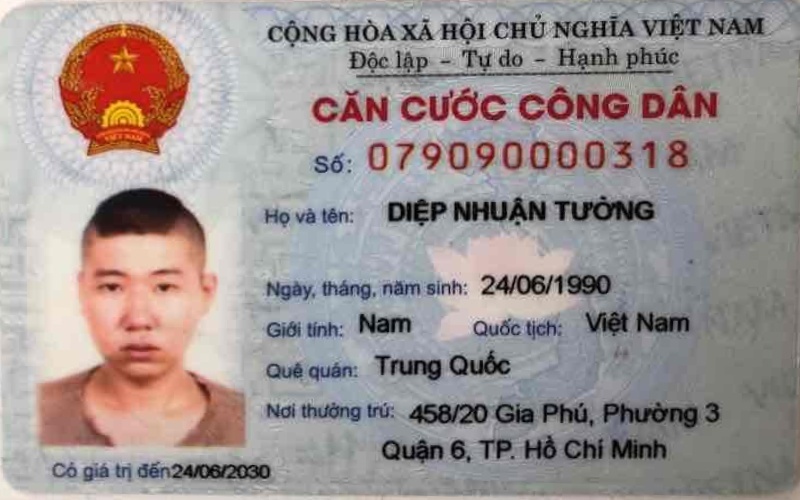 CỘNG HÒA XÃ HỘI CHỦ NGHĨA VIỆT NAM
Độc lập - Tự do - Hạnh phúc
CĂN CƯỚC CÔNG DÂN
Số: 079090000318
Họ và tên: DIỆP NHUẬN TƯỜNG
Ngày, tháng, năm sinh: 24/06/1990
Giới tính: Nam Quốc tịch: Việt Nam
Quê quán: Trung Quốc
Nơi thường trú: 458/20 Gia Phú, Phường 3
Quận 6, TP. Hồ Chí Minh
Có giá trị đến 24/06/2030
VIỆT NAM